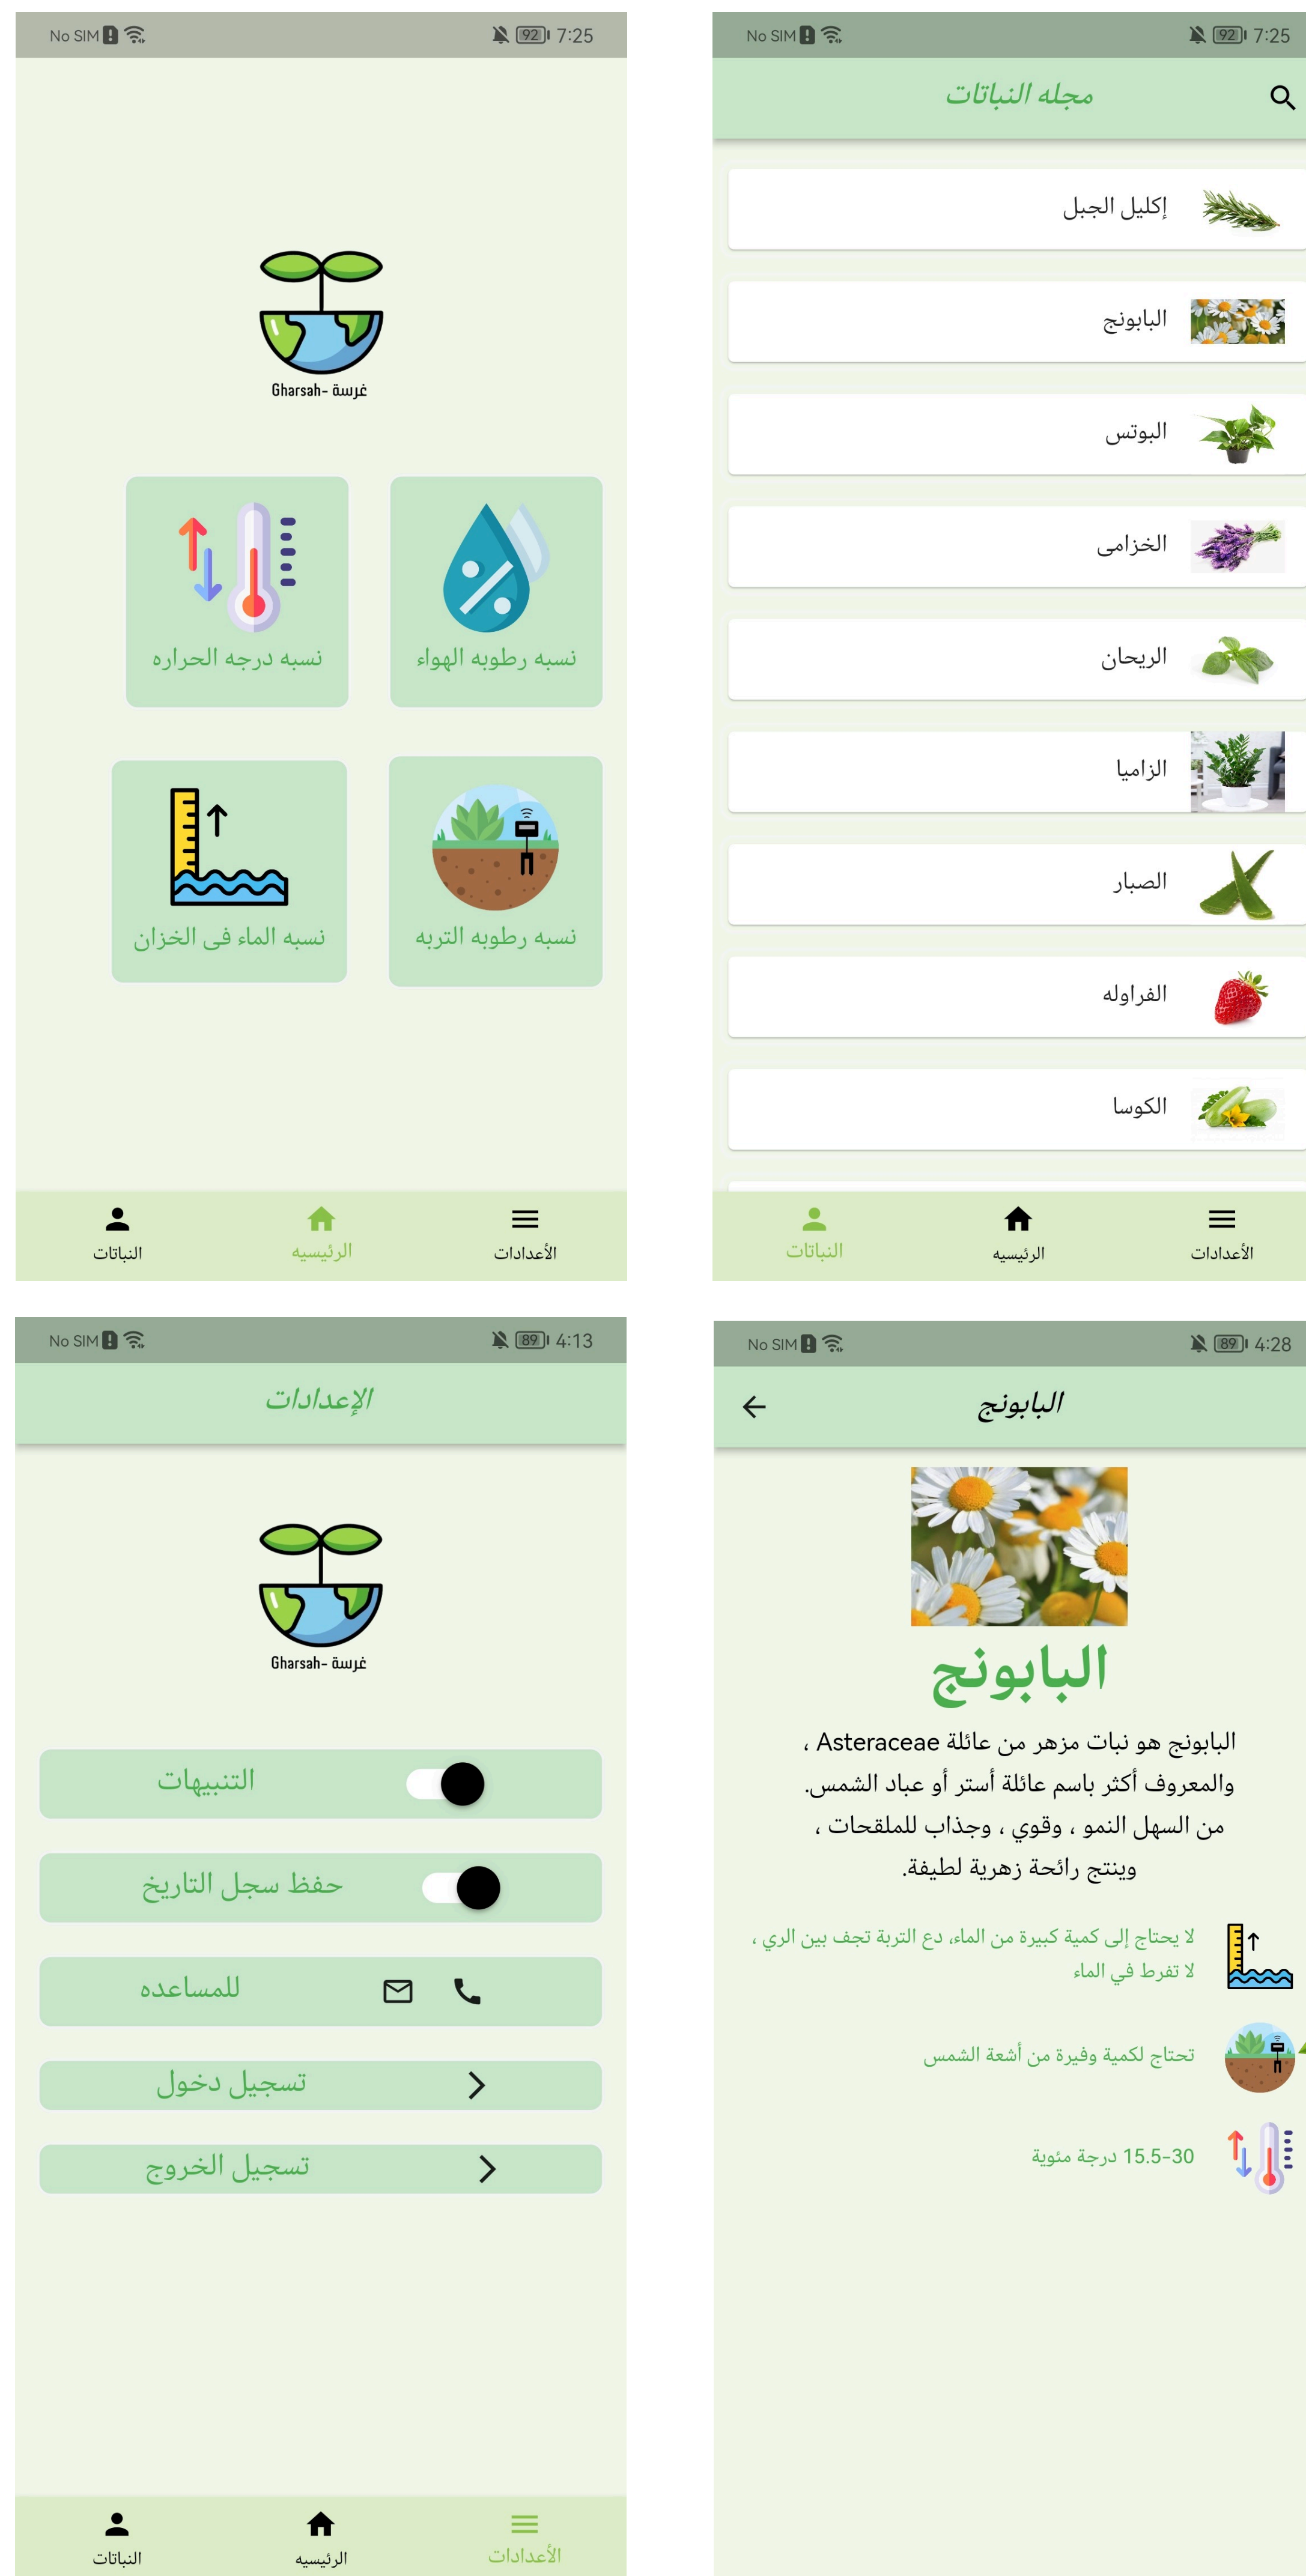 No SIM 92 7:25
غرسة -Gharsah
نسبه رطوبه الهواء
نسبه درجه الحراره
نسبه رطوبه التربه
نسبه الماء فى الخزان
الأعدادات
الرئيسيه
النباتات
No SIM 92 7:25
مجله النباتات
إكليل الجبل
البابونج
البوتس
الخزامى
الريحان
الزاميا
الصبار
الفراوله
الكوسا
الأعدادات
الرئيسيه
النباتات
No SIM 89 4:13
الإعدادات
غرسة -Gharsah
التنبيهات
حفظ سجل التاريخ
للمساعده
تسجيل دخول
تسجيل الخروج
الأعدادات
الرئيسيه
النباتات
No SIM 89 4:28
البابونج
البابونج
البابونج هو نبات مزهر من عائلة Asteraceae ،
والمعروف أكثر باسم عائلة أستر أو عباد الشمس.
من السهل النمو ، وقوي ، وجذاب للملقحات ،
وينتج رائحة زهرية لطيفة.
لا يحتاج إلى كمية كبيرة من الماء، دع التربة تجف بين الري ،
لا تفرط في الماء
تحتاج لكمية وفيرة من أشعة الشمس
15.5-30 درجة مئوية